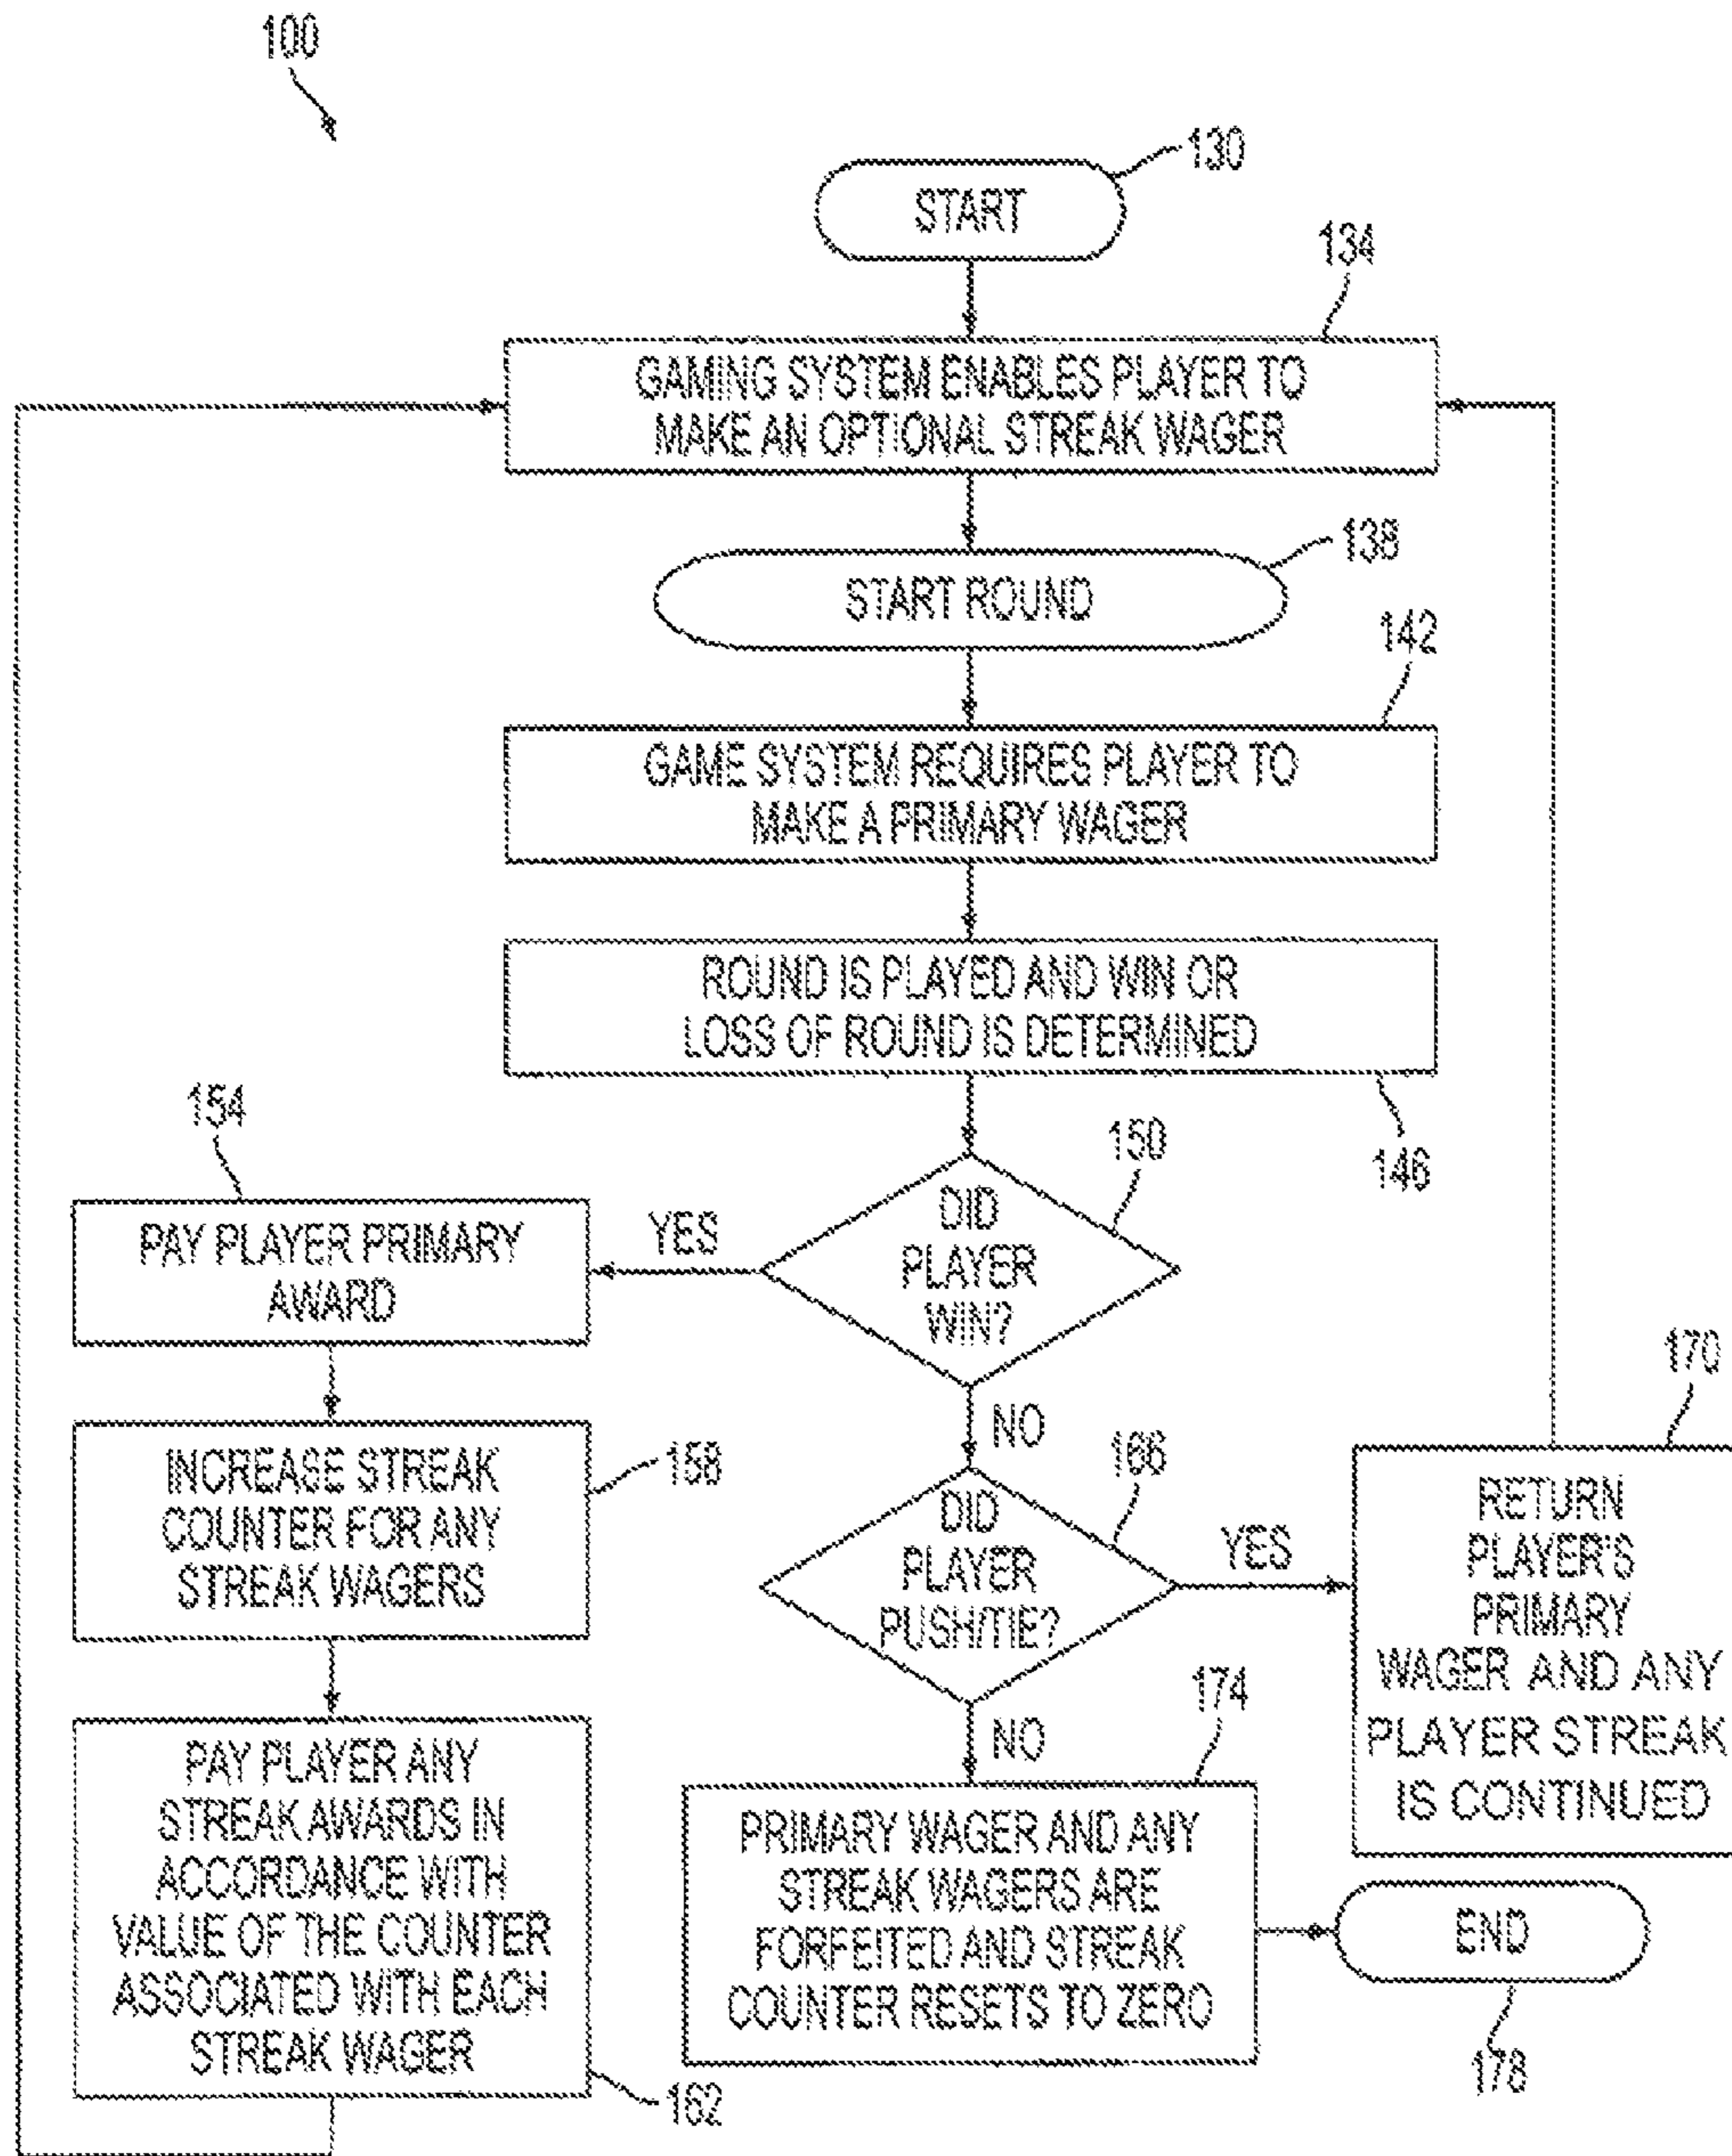 100
130
START
134
GAMING SYSTEM ENABLES PLAYER TO
MAKE AN OPTIONAL STREAK WAGER
138
START ROUND
142
GAME SYSTEM REQUIRES PLAYER TO
MAKE A PRIMARY WAGER
ROUND IS PLAYED AND WIN OR
LOSS OF ROUND IS DETERMINED
146
150
DID
PLAYER
WIN?
YES
154
PAY PLAYER PRIMARY
AWARD
NO
INCREASE STREAK
COUNTER FOR ANY
STREAK WAGERS
158
166
DID
PLAYER
PUSH/TIE?
YES
170
RETURN
PLAYER'S
PRIMARY
WAGER AND ANY
PLAYER STREAK
IS CONTINUED
NO
174
PAY PLAYER ANY
STREAK AWARDS IN
ACCORDANCE WITH
VALUE OF THE COUNTER
ASSOCIATED WITH EACH
STREAK WAGER
162
PRIMARY WAGER AND ANY
STREAK WAGERS ARE
FORFEITED AND STREAK
COUNTER RESETS TO ZERO
END
178